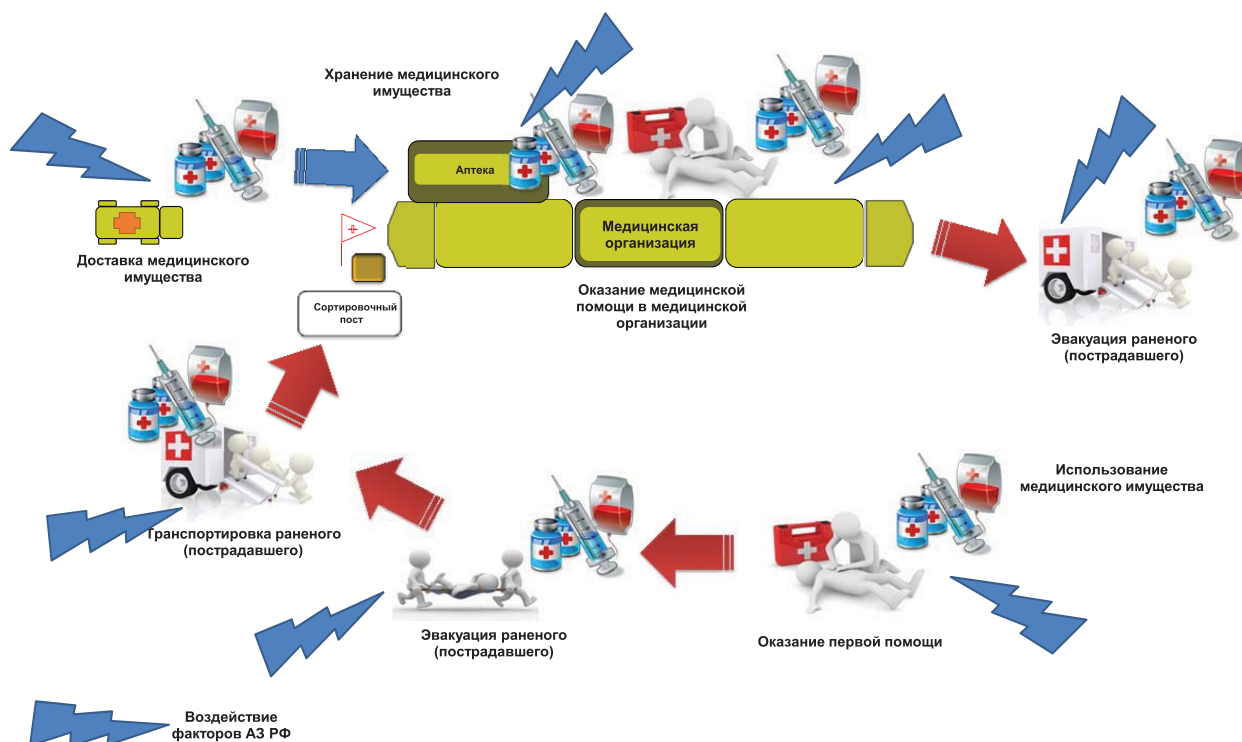 Хранение медицинского
имущества
Аптека
Доставка медицинского
имущества
Медицинская
организация
Сортировочный
пост
Оказание медицинской
помощи в медицинской
организации
Эвакуация раненого
(пострадавшего)
Использование
медицинского имущества
Транспортировка раненого
(пострадавшего)
Эвакуация раненого
(пострадавшего)
Оказание первой помощи
Воздействие
факторов АЗ РФ